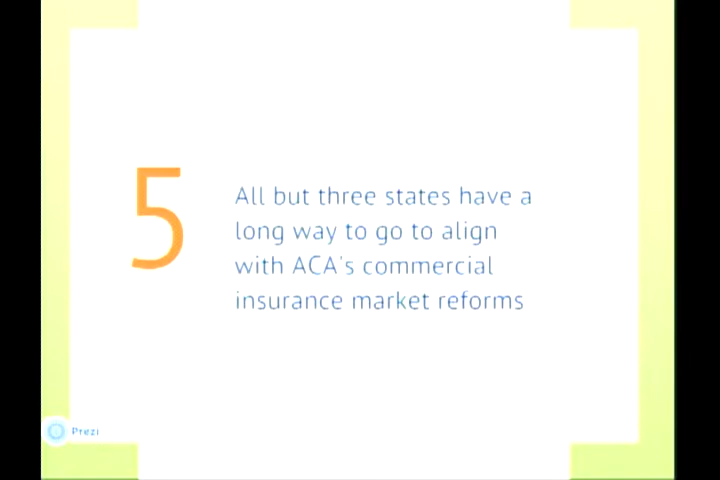 5
All but three states have a
long way to go to align
with ACA's commercial
insurance market reforms
Prezi